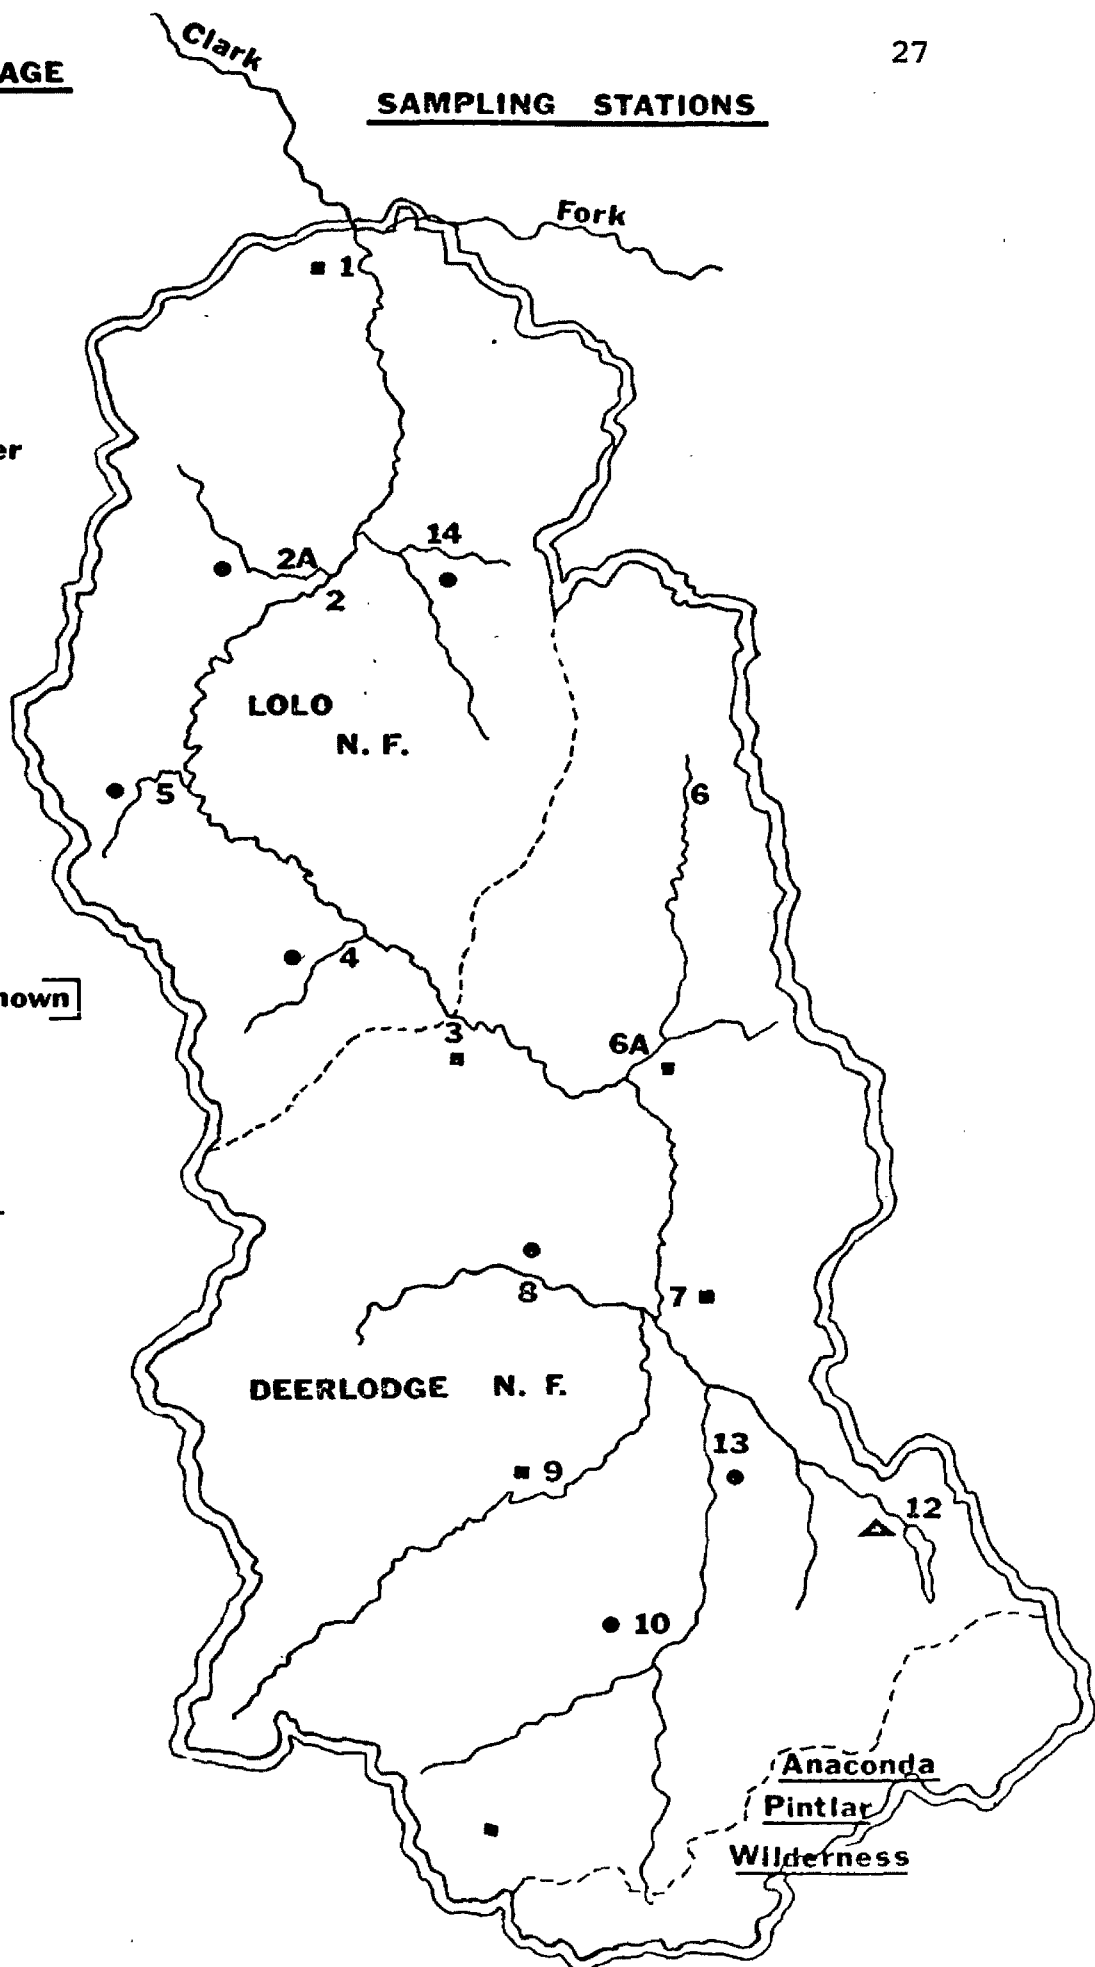 27
AGE
SAMPLING STATIONS
Clark
Fork
1
er
14
2A
2
LOLO
N. F.
5
6
4
nown]
3
6A
8
7
DEERLODGE N. F.
13
9
12
10
Anaconda
Pintlar
Wilderness